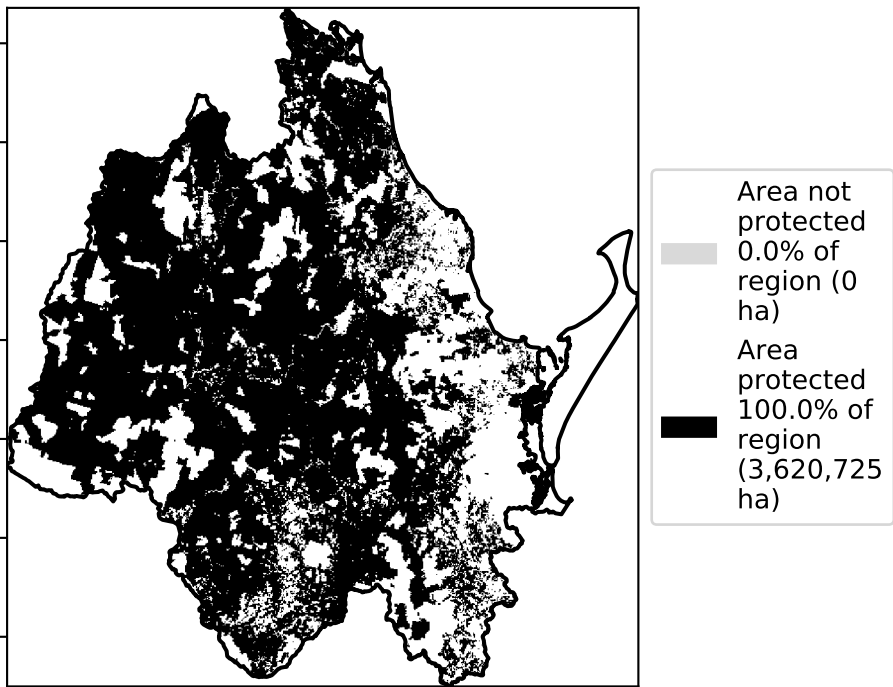 Area not
protected
0.0% of
region (0
ha)
Area
protected
100.0% of
region
(3,620,725
ha)